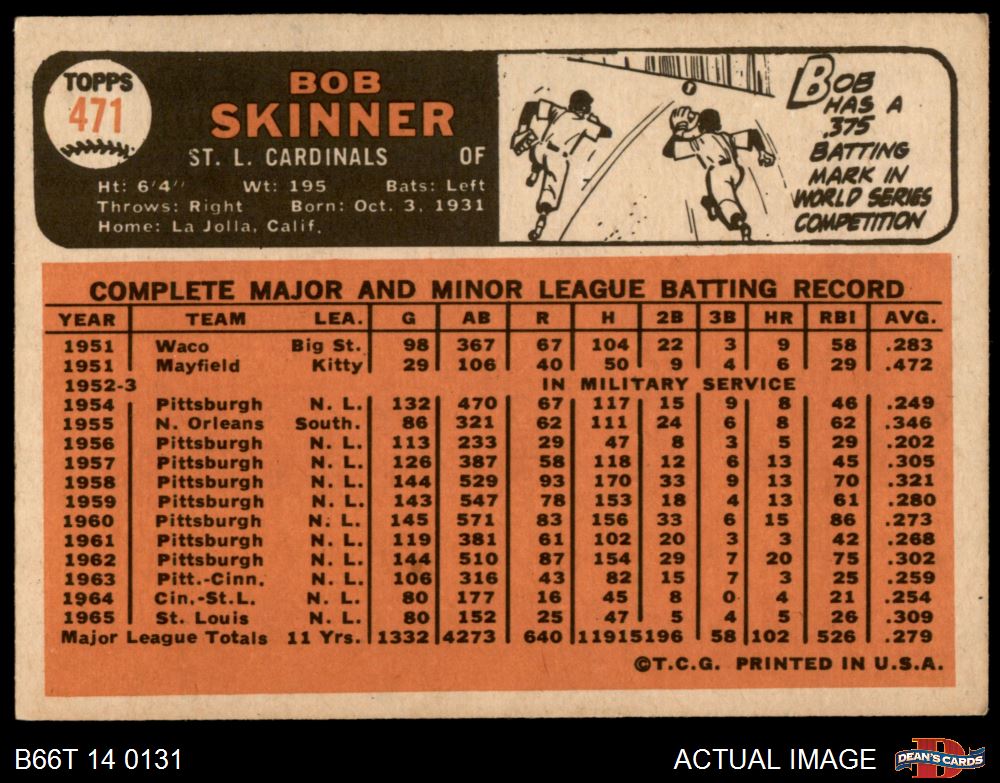 TOPPS
471
BOB
SKINNER
ST. L. CARDINALS OF
Ht: 6'4" Wt: 195 Bats: Left
Throws: Right Born: Oct. 3, 1931
Home: La Jolla, Calif.
BOB
HAS A
.375
BATTING
MARK IN
WORLD SERIES
COMPETITION
COMPLETE MAJOR AND MINOR LEAGUE BATTING RECORD
YEAR TEAM LEA. G AB R H 2B 3B HR RBI AVG.
1951 Waco Big St. 98 367 67 104 22 3 9 58 .283
1951 Mayfield Kitty 29 106 40 50 9 4 6 29 .472
1952-3 IN MILITARY SERVICE
1954 Pittsburgh N. L. 132 470 67 117 15 9 8 46 .249
1955 N. Orleans South. 86 321 62 111 24 6 8 62 .346
1956 Pittsburgh N. L. 113 233 29 47 8 3 5 29 .202
1957 Pittsburgh N. L. 126 387 58 118 12 6 13 45 .305
1958 Pittsburgh N. L. 144 529 93 170 33 9 13 70 .321
1959 Pittsburgh N. L. 143 547 78 153 18 4 13 61 .280
1960 Pittsburgh N. L. 145 571 83 156 33 6 15 86 .273
1961 Pittsburgh N. L. 119 381 61 102 20 3 3 42 .268
1962 Pittsburgh N. L. 144 510 87 154 29 7 20 75 .302
1963 Pitt.-Cinn. N. L. 106 316 43 82 15 7 3 25 .259
1964 Cin.-St.L. N. L. 80 177 16 45 8 0 4 21 .254
1965 St. Louis N. L. 80 152 25 47 5 4 5 26 .309
Major League Totals 11 Yrs. 1332 4273 640 11915196 58 102 526 .279
©T.C.G. PRINTED IN U.S.A.
B66T 14 0131 ACTUAL IMAGE D DEAN'S CARDS